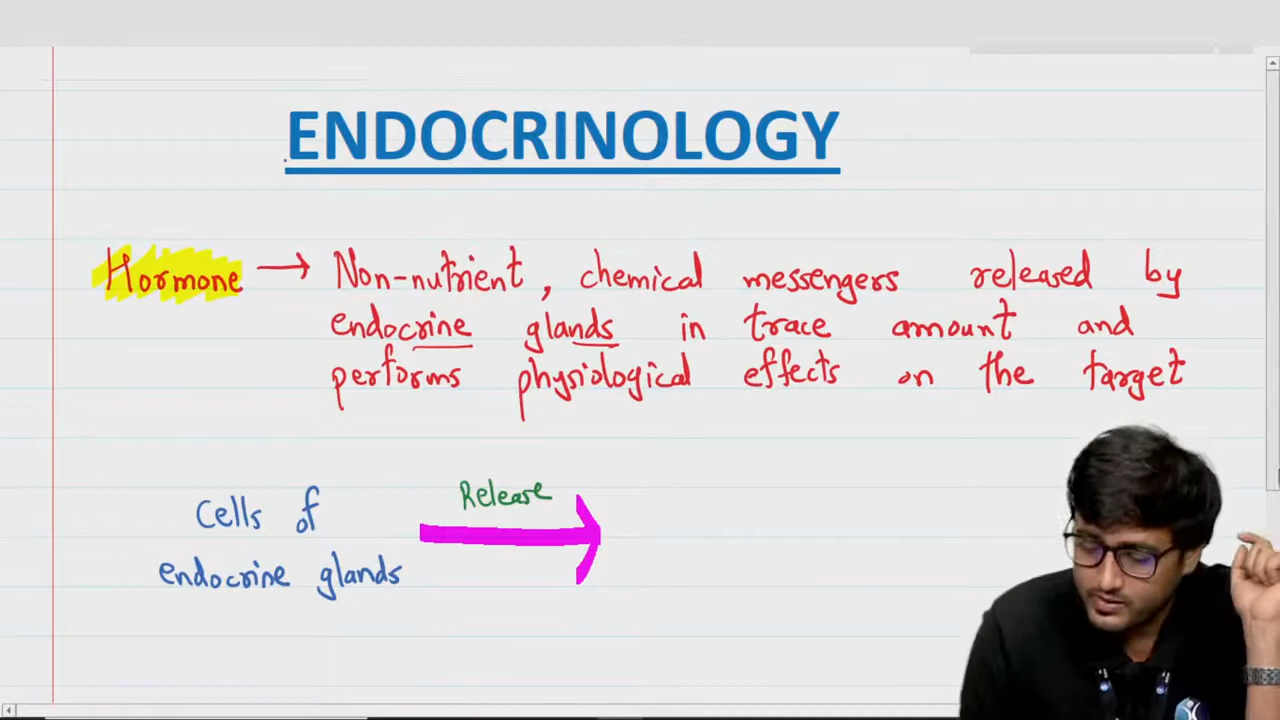 ENDOCRINOLOGY
Hormone → Non-nutrient, chemical messengers released by
endocrine glands in trace amount and
performs physiological effects on the target
Release
Cells of
endocrine glands